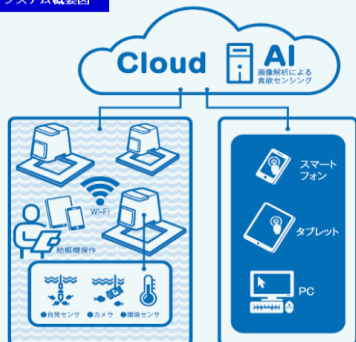 システム概要図
Cloud
AI
画像解析による
食欲センシング
Wi-Fi
給餌機操作
●自発センサ ●カメラ ●環境センサ
スマート
フォン
タブレット
PC